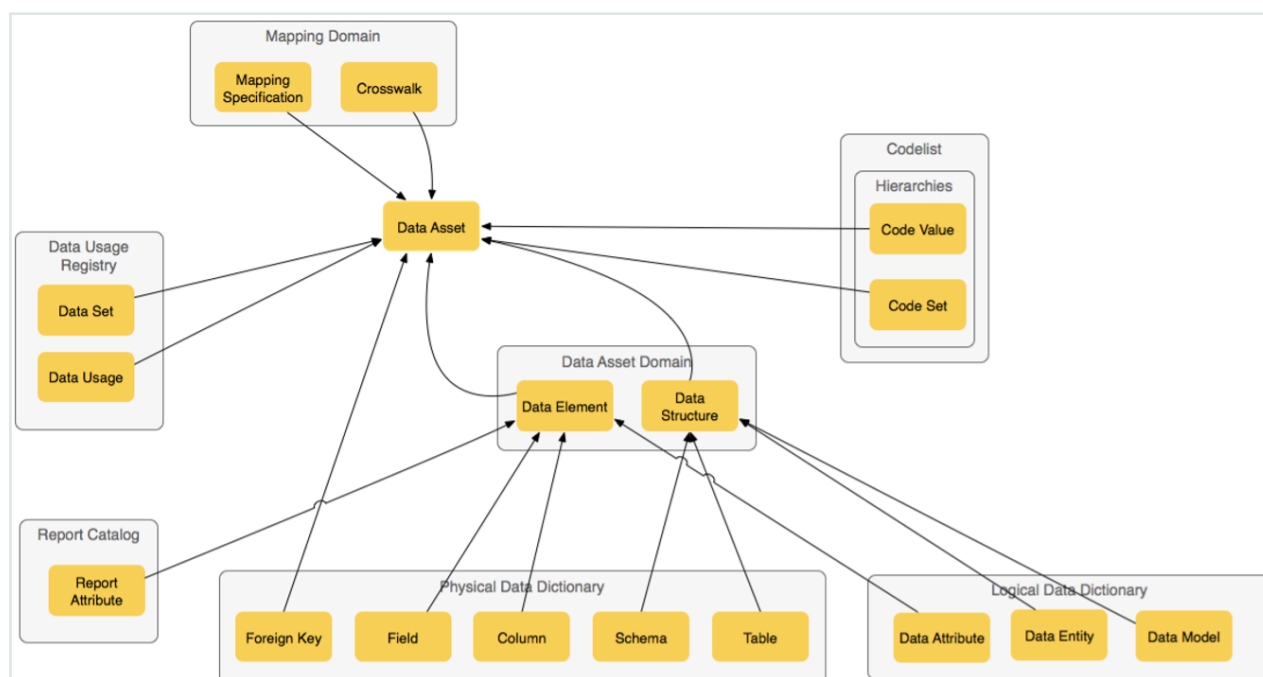 Mapping Domain
Mapping
Specification
Crosswalk
Codelist
Hierarchies
Code Value
Code Set
Data Asset
Data Usage
Registry
Data Set
Data Usage
Data Asset Domain
Data Element
Data
Structure
Report Catalog
Report
Attribute
Physical Data Dictionary
Foreign Key
Field
Column
Schema
Table
Logical Data Dictionary
Data Attribute
Data Entity
Data Model